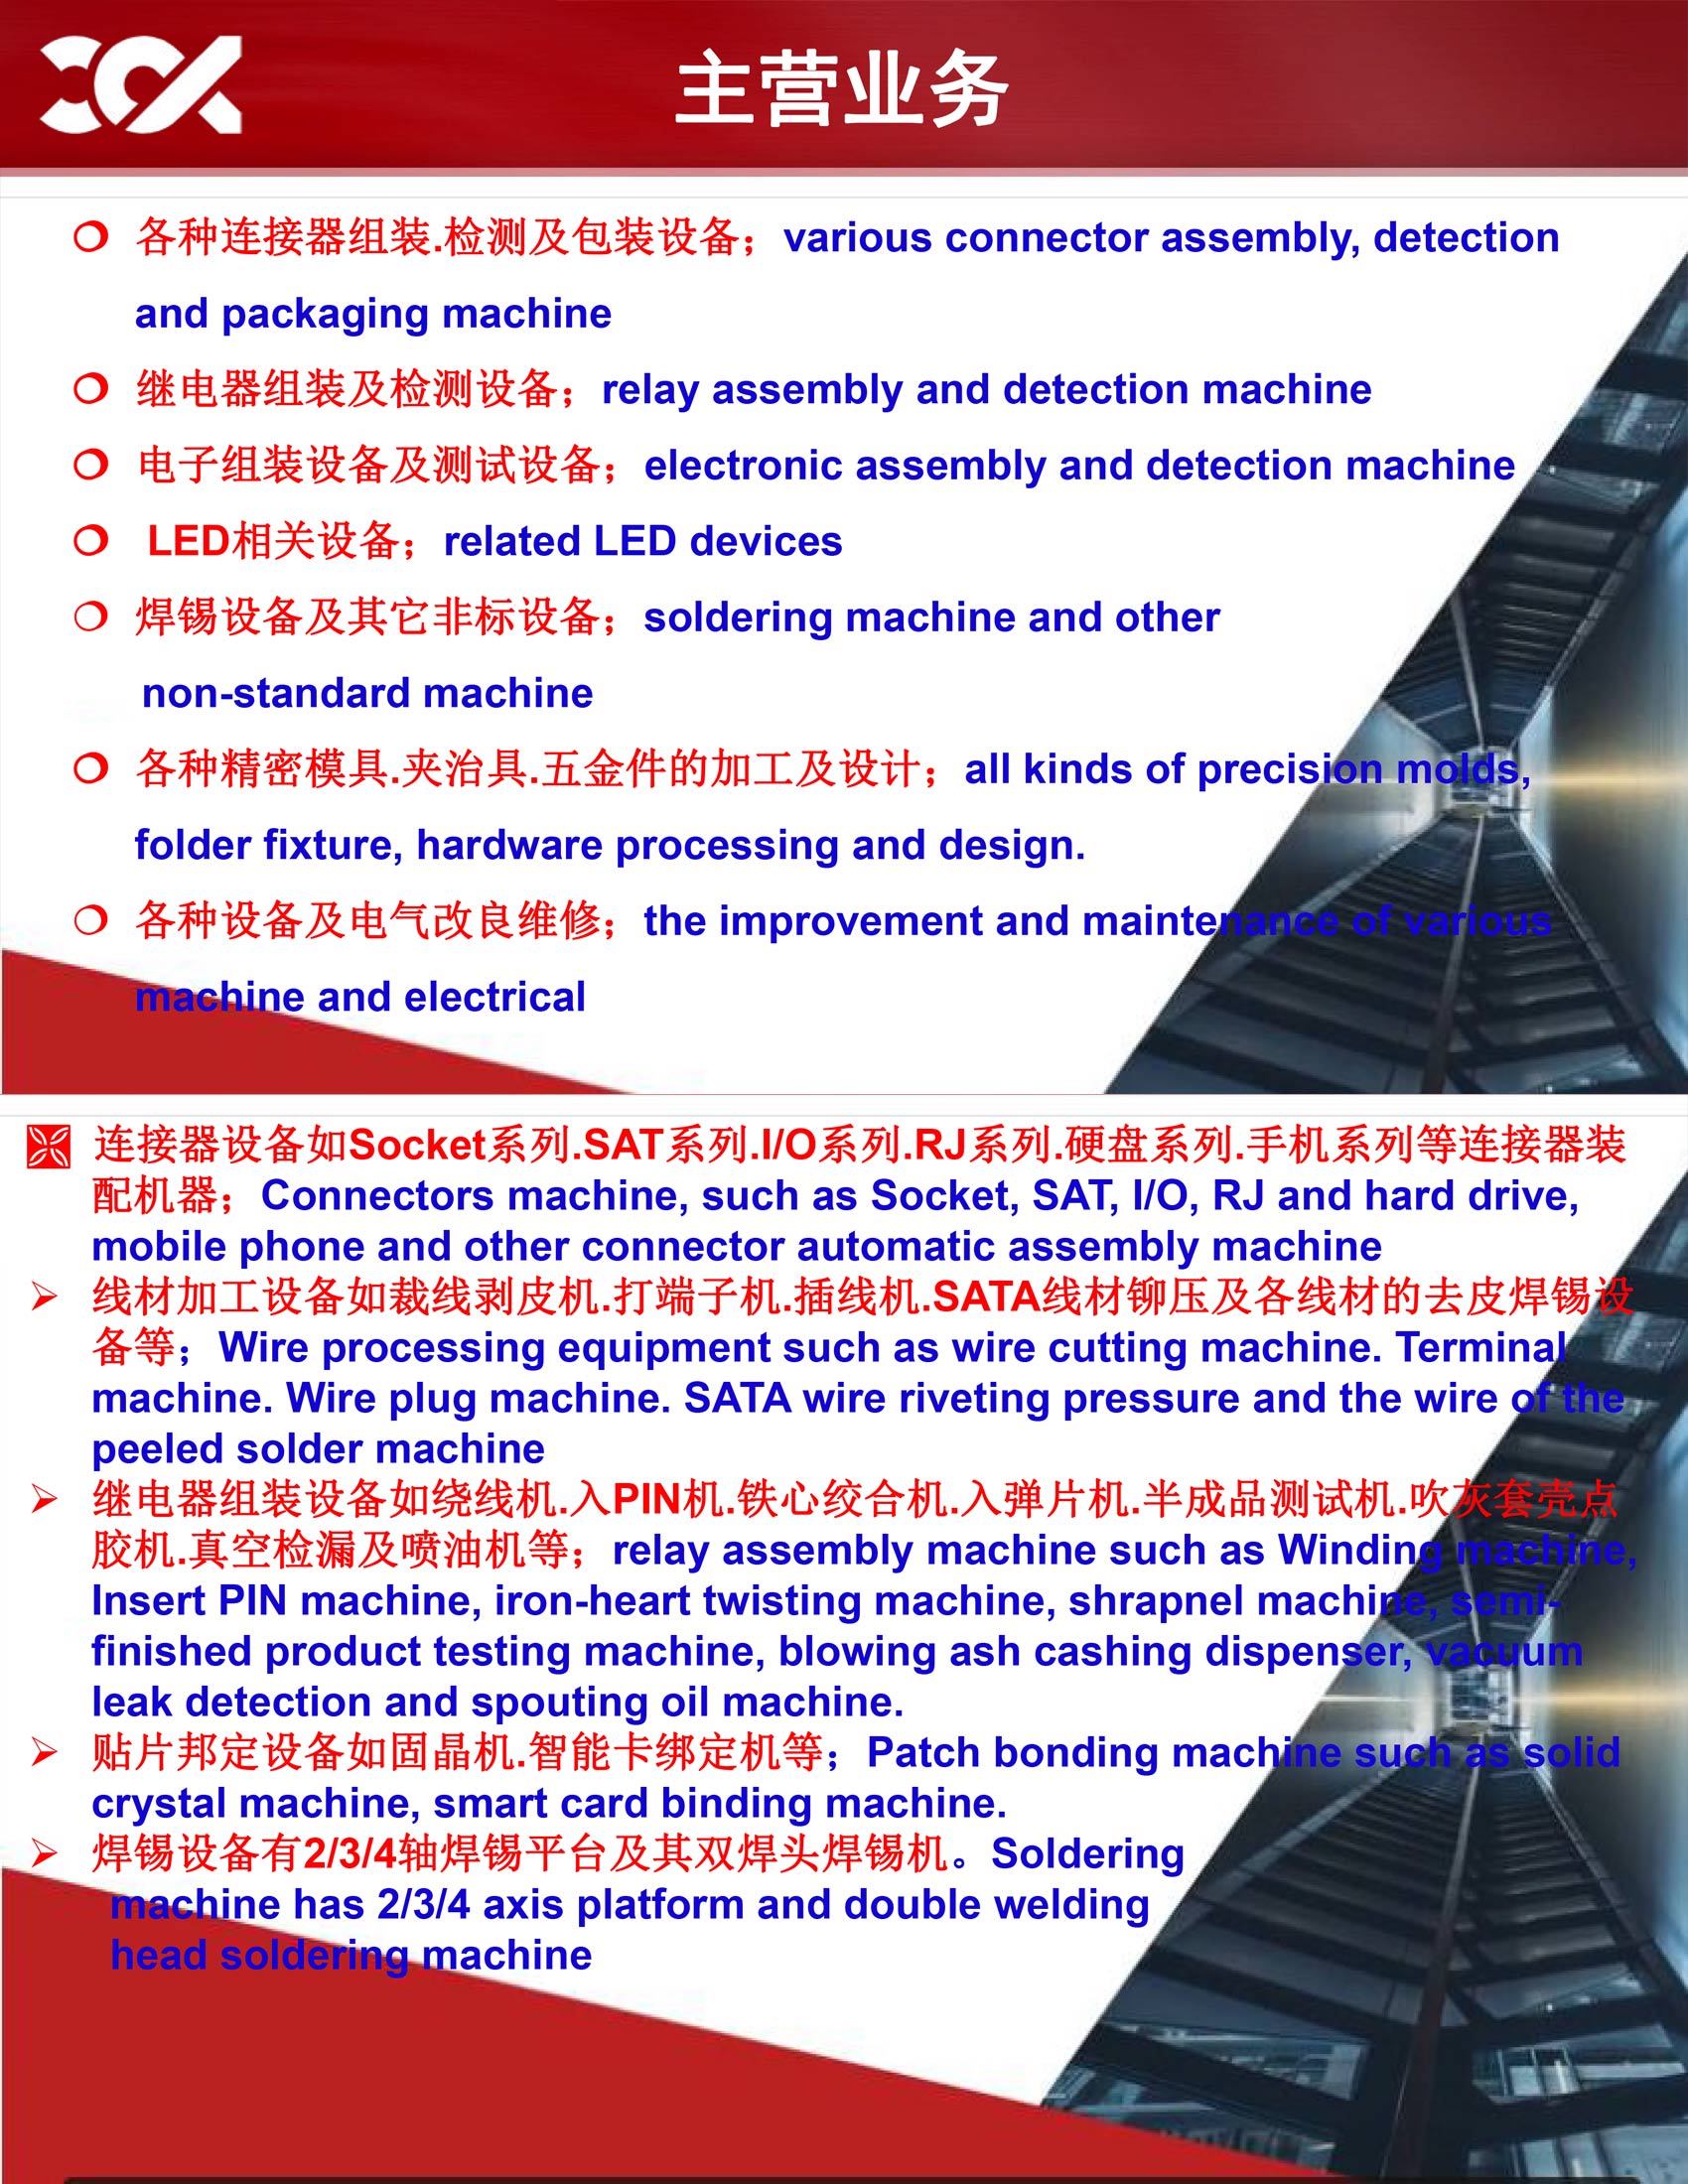 主营业务
各种连接器组装.检测及包装设备；various connector assembly, detection
and packaging machine
继电器组装及检测设备；relay assembly and detection machine
电子组装设备及测试设备；electronic assembly and detection machine
LED相关设备；related LED devices
焊锡设备及其它非标设备；soldering machine and other
non-standard machine
各种精密模具.夹治具.五金件的加工及设计；all kinds of precision molds,
folder fixture, hardware processing and design.
各种设备及电气改良维修；the improvement and maintenance of various
machine and electrical
连接器设备如Socket系列.SAT系列.I/O系列.RJ系列.硬盘系列.手机系列等连接器装
配机器；Connectors machine, such as Socket, SAT, I/O, RJ and hard drive,
mobile phone and other connector automatic assembly machine
线材加工设备如裁线剥皮机.打端子机.插线机.SATA线材铆压及各线材的去皮焊锡设
备等；Wire processing equipment such as wire cutting machine. Terminal
machine. Wire plug machine. SATA wire riveting pressure and the wire of the
peeled solder machine
继电器组装设备如绕线机.入PIN机.铁心绞合机.入弹片机.半成品测试机.吹灰套壳点
胶机.真空检漏及喷油机等；relay assembly machine such as Winding machine,
Insert PIN machine, iron-heart twisting machine, shrapnel machine, semi-
finished product testing machine, blowing ash cashing dispenser, vacuum
leak detection and spouting oil machine.
贴片邦定设备如固晶机.智能卡绑定机等；Patch bonding machine such as solid
crystal machine, smart card binding machine.
焊锡设备有2/3/4轴焊锡平台及其双焊头焊锡机。Soldering
machine has 2/3/4 axis platform and double welding
head soldering machine